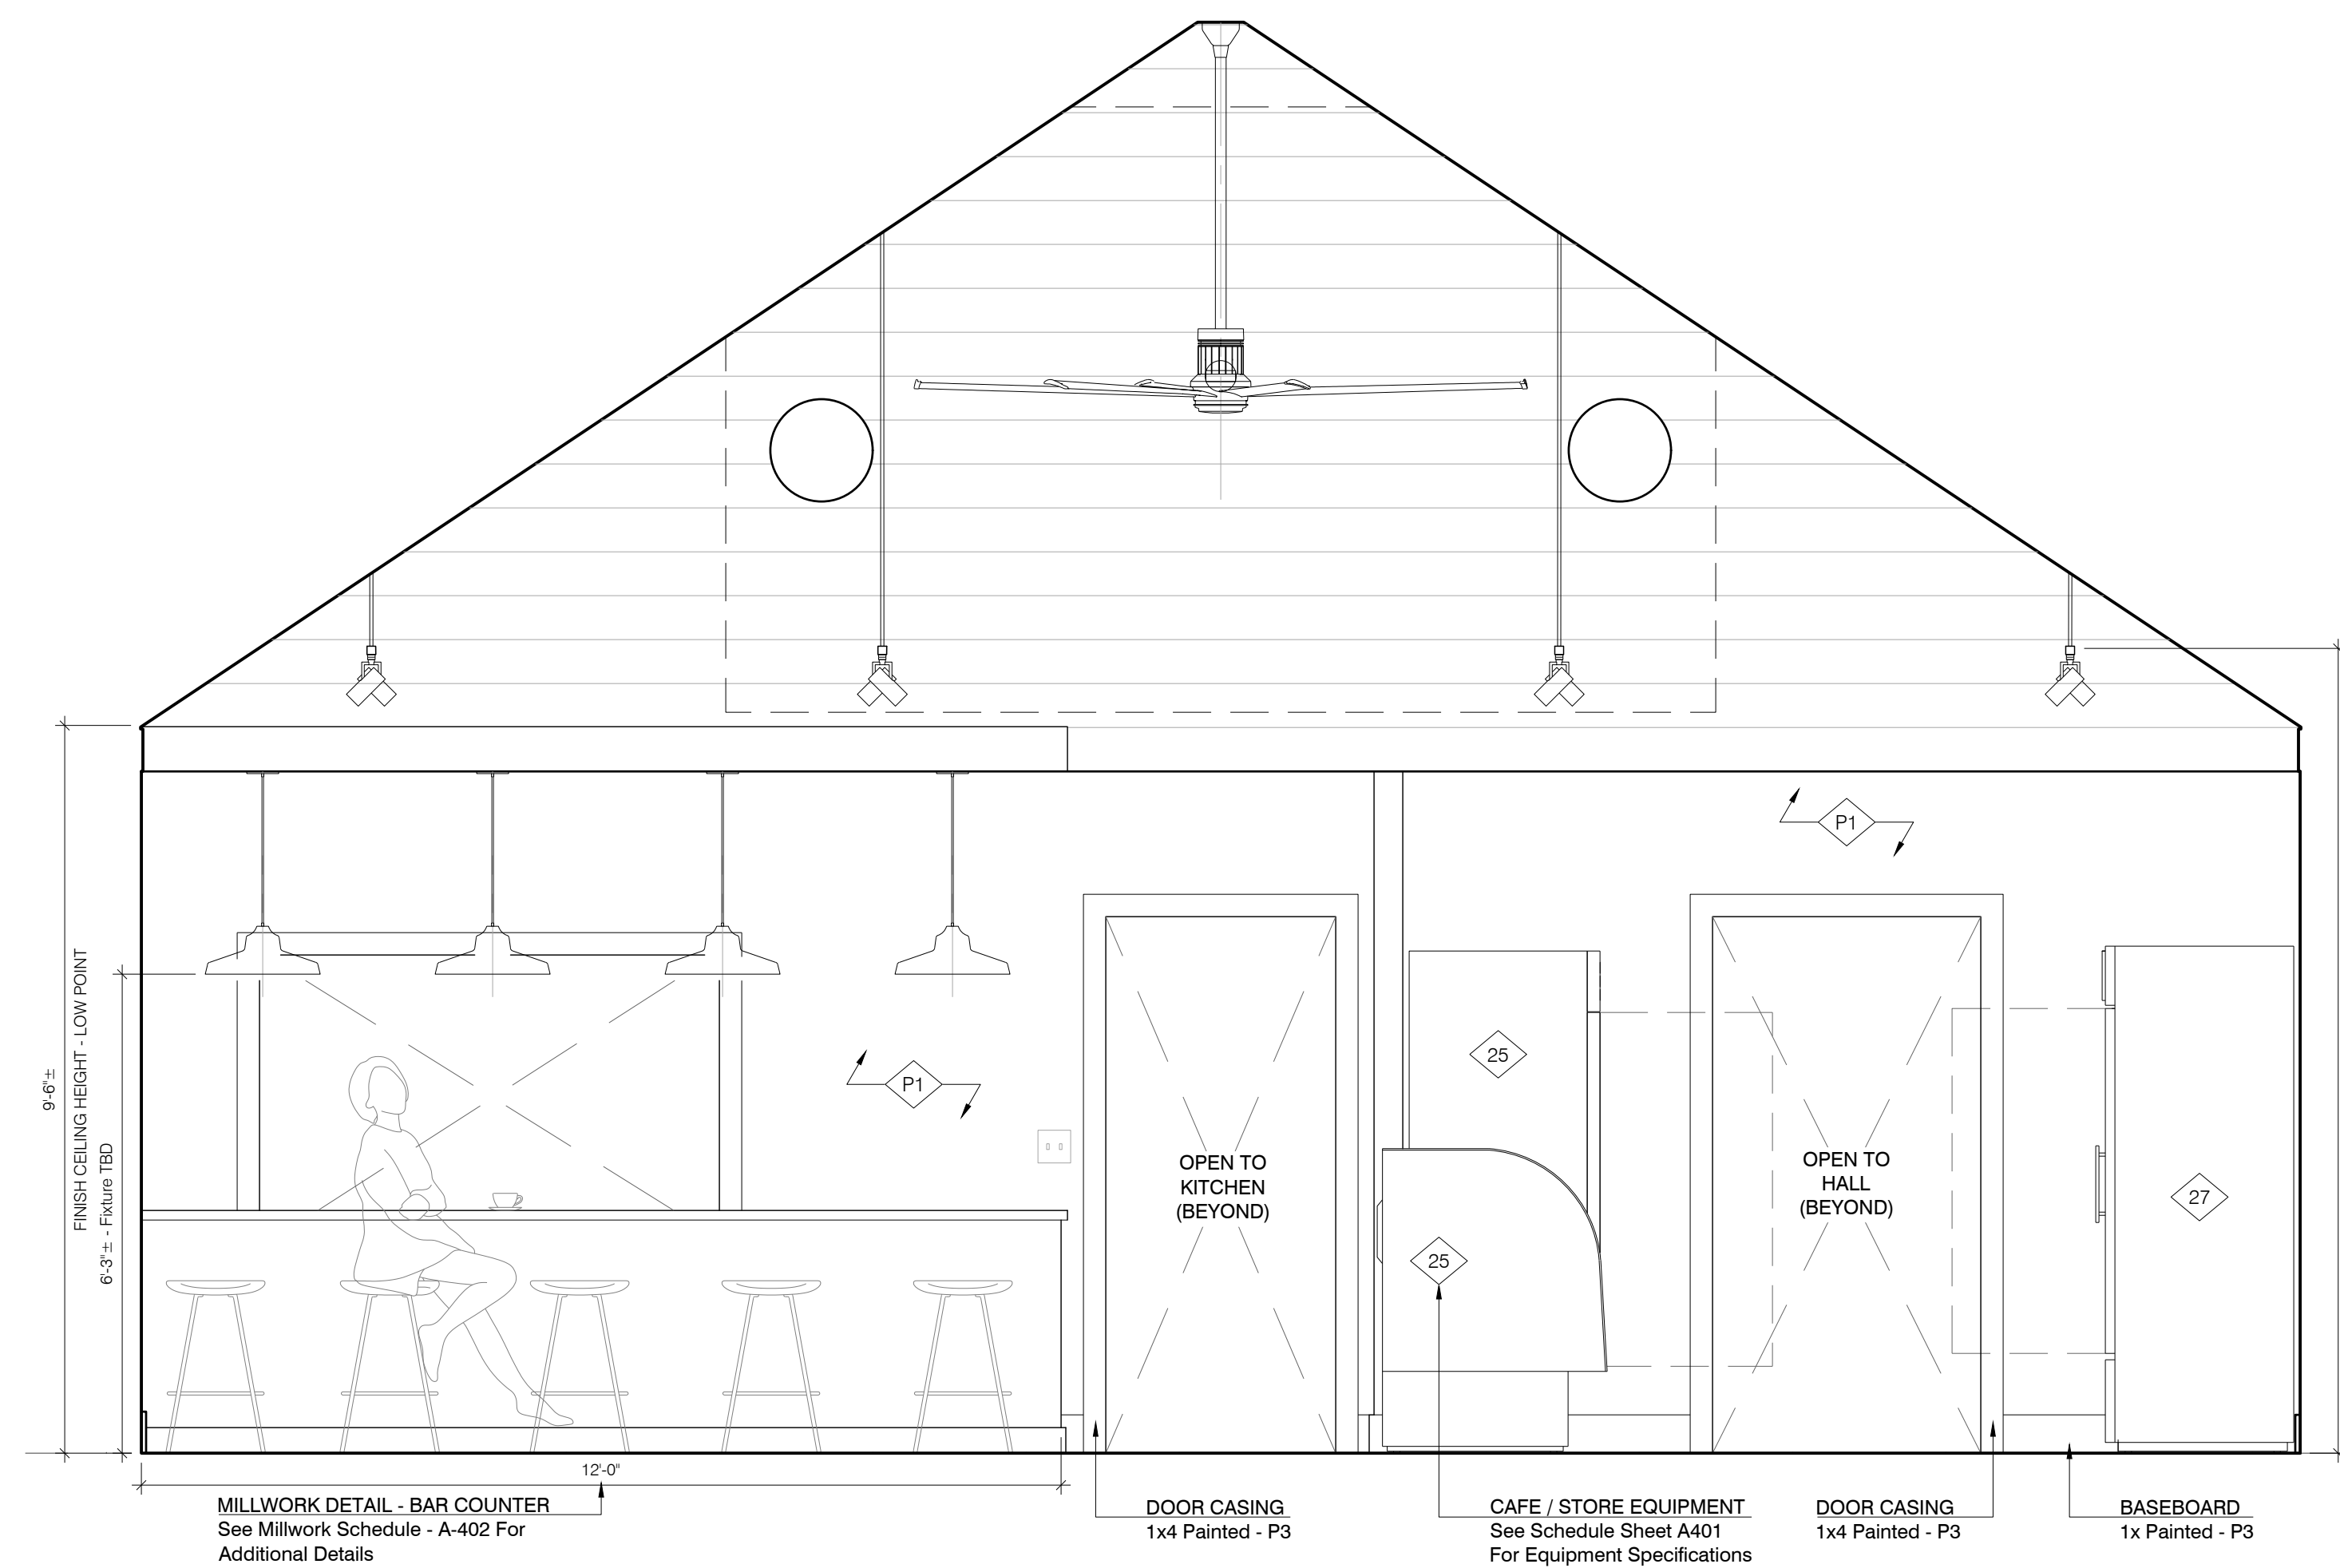 P1
9'-6"±
FINISH CEILING HEIGHT - LOW POINT
6'-3"± - Fixture TBD
P1
25
OPEN TO
KITCHEN
(BEYOND)
OPEN TO
HALL
(BEYOND)
27
25
12'-0"
MILLWORK DETAIL - BAR COUNTER
See Millwork Schedule - A-402 For
Additional Details
DOOR CASING
1x4 Painted - P3
CAFE / STORE EQUIPMENT
See Schedule Sheet A401
For Equipment Specifications
DOOR CASING
1x4 Painted - P3
BASEBOARD
1x Painted - P3